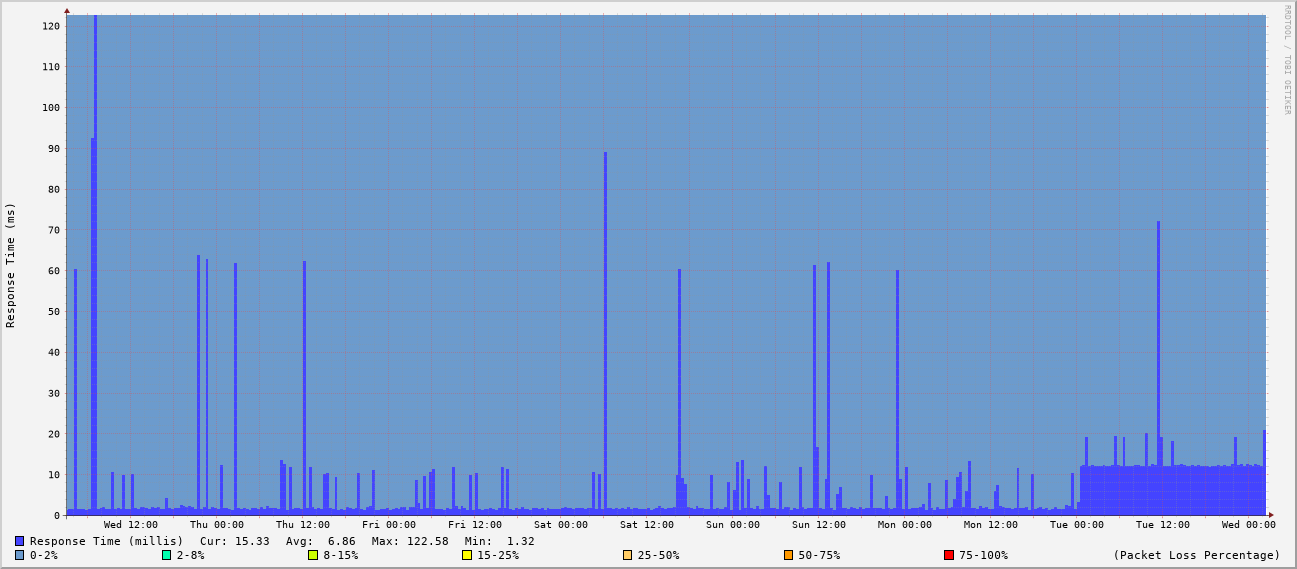 RRDTOOL / TOBI OETIKER
Response Time (ms)
120
110
100
90
80
70
60
50
40
30
20
10
0
Wed 12:00 Thu 00:00 Thu 12:00 Fri 00:00 Fri 12:00 Sat 00:00 Sat 12:00 Sun 00:00 Sun 12:00 Mon 00:00 Mon 12:00 Tue 00:00 Tue 12:00 Wed 00:00
Response Time (millis) Cur: 15.33 Avg: 6.86 Max: 122.58 Min: 1.32
0-2% 2-8% 8-15% 15-25% 25-50% 50-75% 75-100% (Packet Loss Percentage)